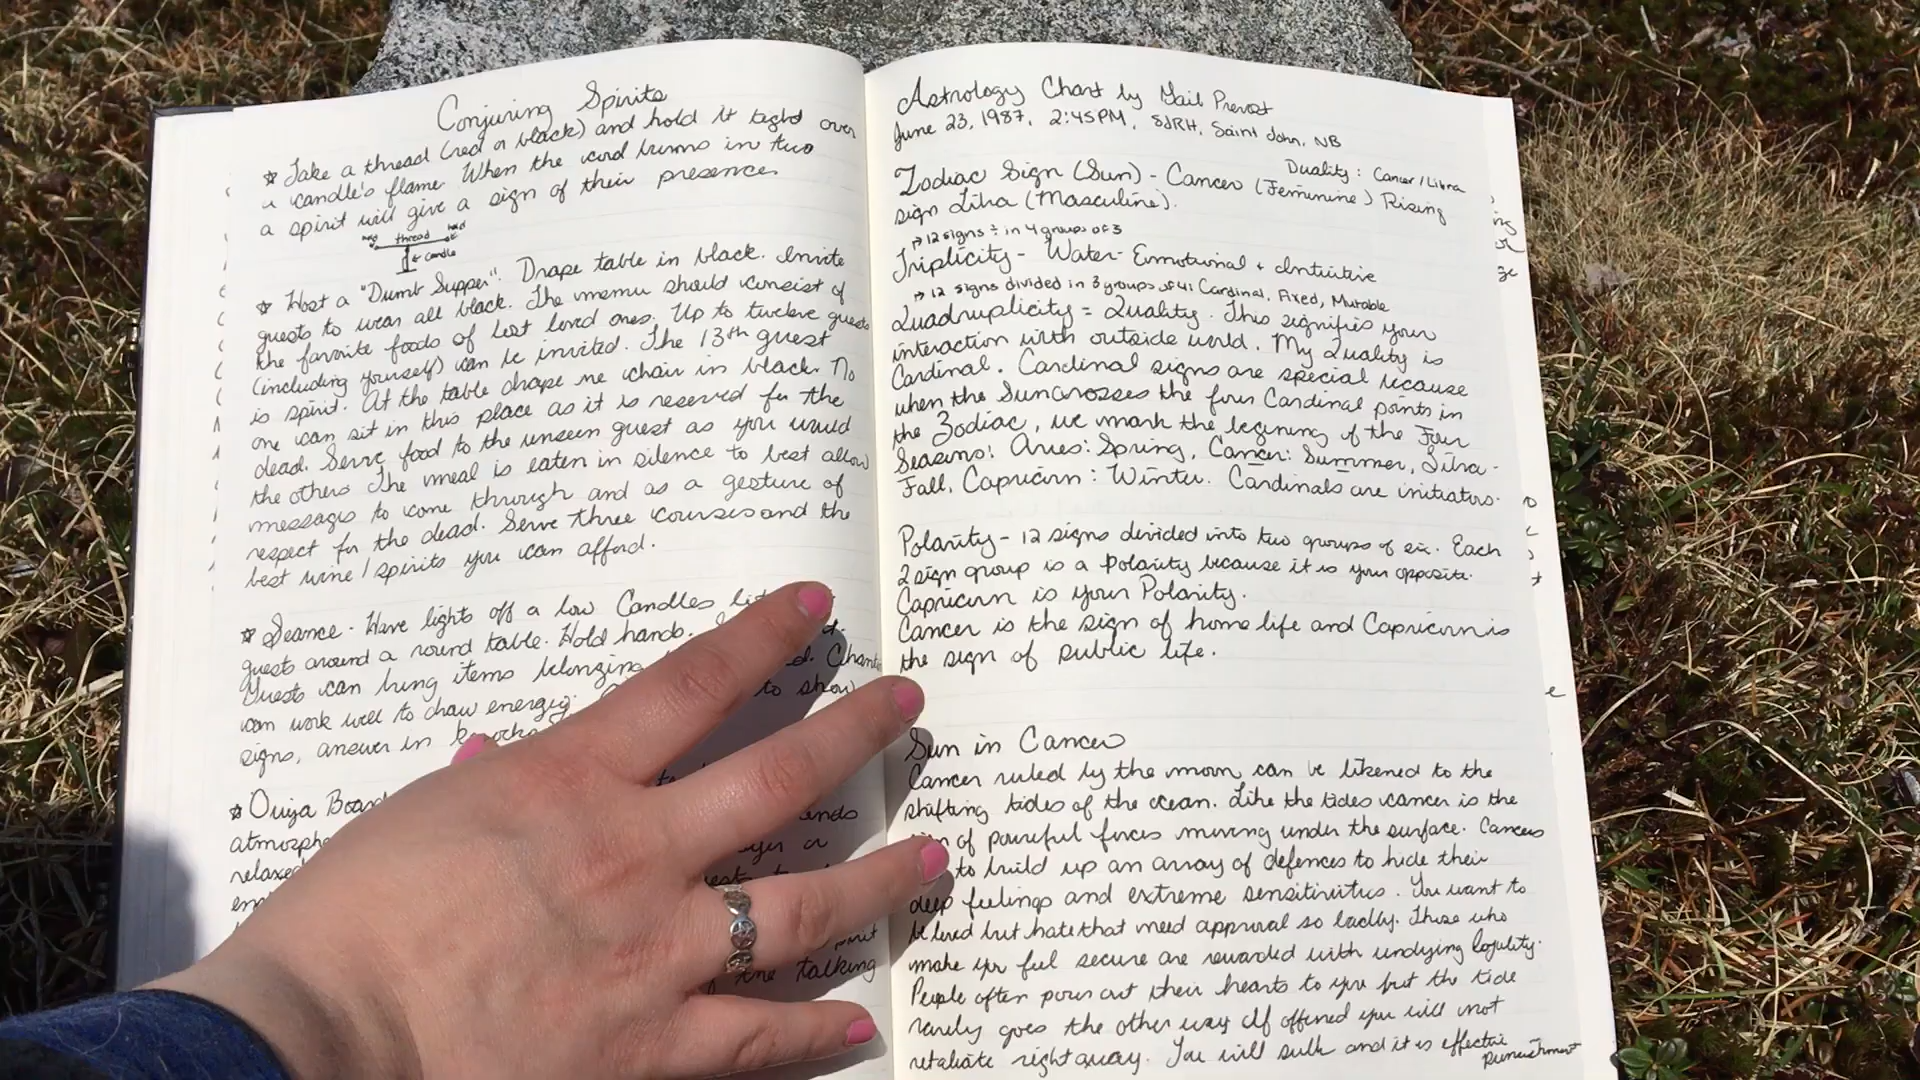 Conjuring Spirits
☆ Take a thread (red or black) and hold it tight over
a candle's flame. When the cord burns in two
a spirit will give a sign of their presence.
hand thread hand
← candle
☆ Host a "Dumb Supper". Drape table in black. Invite
guests to wear all black. The menu should consist of
the favorite foods of lost loved ones. Up to twelve guests
(including yourself) can be invited. The 13th guest
is spirit. At the table drape one chair in black. No
one can sit in this place as it is reserved for the
dead. Serve food to the unseen guest as you would
the others. The meal is eaten in silence to best allow
messages to come through and as a gesture of
respect for the dead. Serve three courses and the
best wine / spirits you can afford.
☆ Seance - Have lights off a low Candles lit
guests around a round table. Hold hands.
Guests can bring items belonging Chant
can work well to draw energy to show
signs, answer in knocks
☆ Ouija Board
atmosphe
relaxed
spirit
the talking
Astrology Chart by Gail Prevost
June 23, 1987, 2:45PM, SJRH, Saint John, NB
Duality: Cancer/Libra
Zodiac Sign (Sun) - Cancer (Feminine) Rising
sign Libra (Masculine).
↱ 12 signs ÷ in 4 groups of 3
Triplicity - Water - Emotional + Intuitive
↱ 12 signs divided in 3 groups of 4: Cardinal, Fixed, Mutable
Quadruplicity = Quality. This signifies your
interaction with outside world. My Quality is
Cardinal. Cardinal signs are special because
when the Sun crosses the four Cardinal points in
the Zodiac, we mark the begining of the Four
Seasons: Aries: Spring, Cancer: Summer, Libra -
Fall, Capricorn: Winter. Cardinals are initiators.
Polarity - 12 signs divided into two groups of six. Each
2 sign group is a Polarity because it is your opposite.
Capricorn is your Polarity.
Cancer is the sign of home life and Capricorn is
the sign of public life.
Sun in Cancer
Cancer ruled by the moon can be likened to the
shifting tides of the ocean. Like the tides cancer is the
of powerful forces moving under the surface. Cancers
to build up an array of defences to hide their
deep feelings and extreme sensitivities. You want to
be loved but hate that need approval so badly. Those who
make you feel secure are rewarded with undying loyalty.
People often pour out their hearts to you but the tide
rarely goes the other way. If offened you will not
retaliate right away. You will sulk and it is effective
punishment